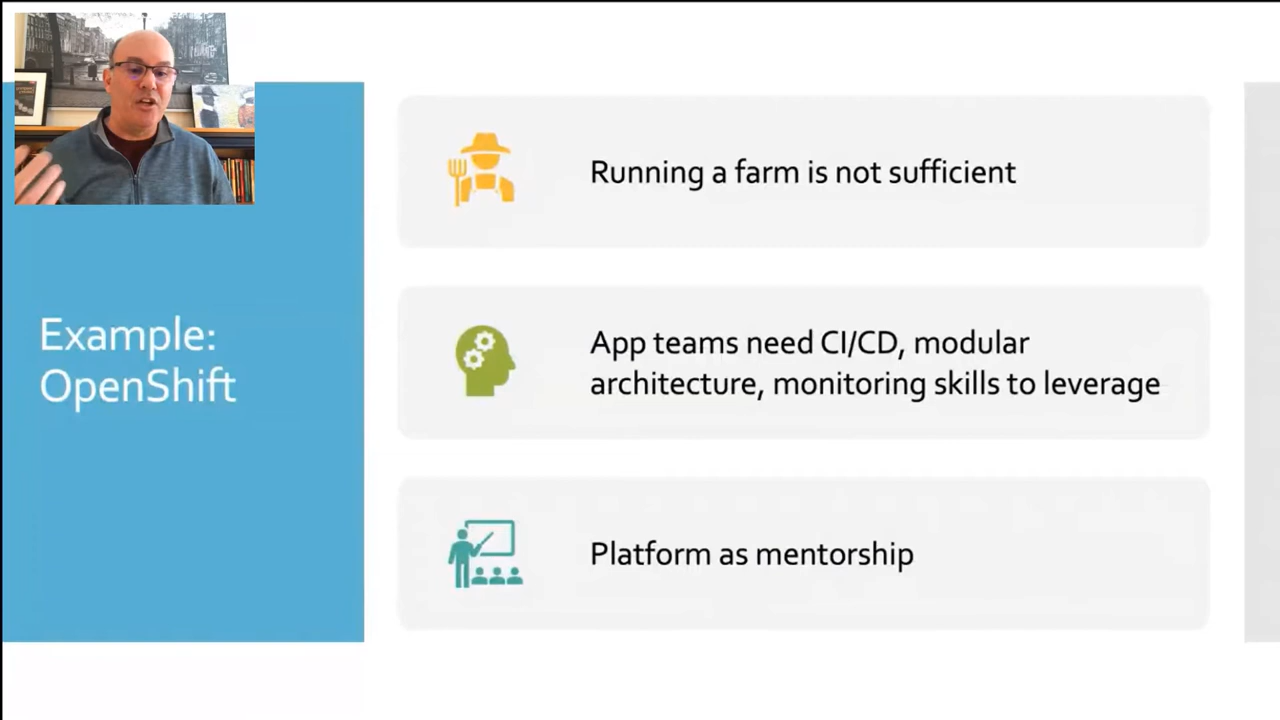 Example:
OpenShift
Running a farm is not sufficient
App teams need CI/CD, modular
architecture, monitoring skills to leverage
Platform as mentorship